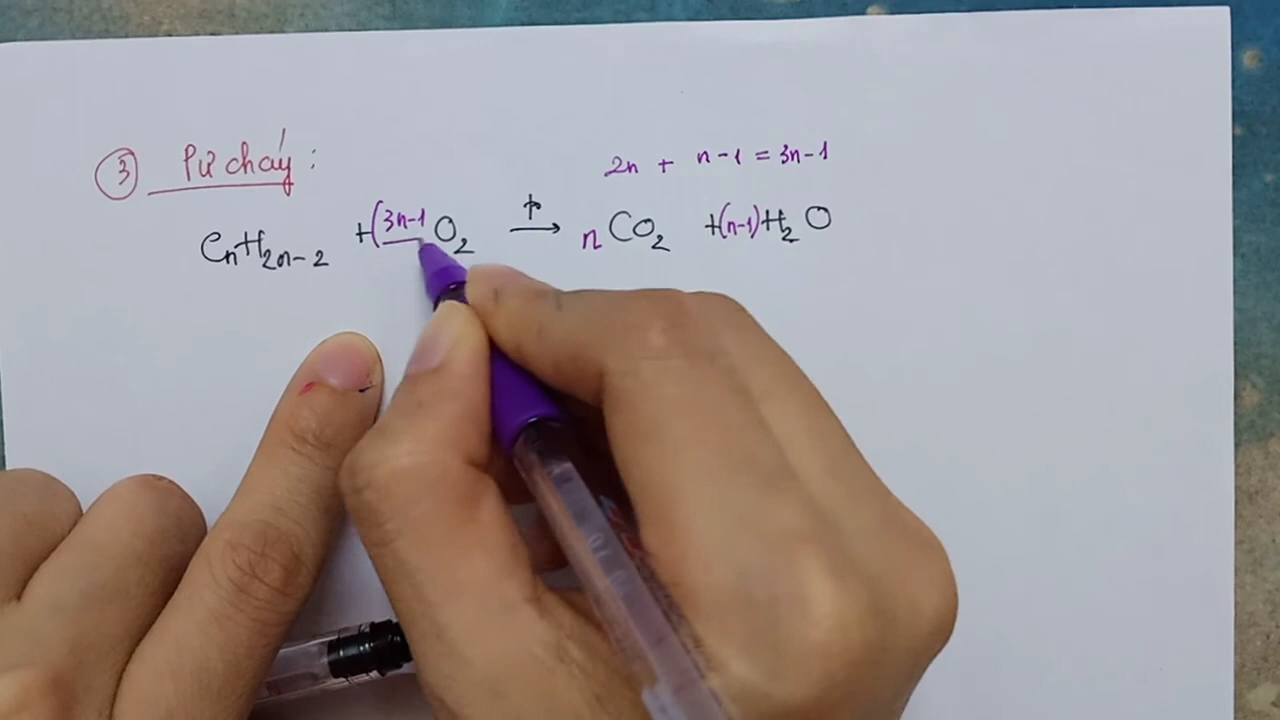 ③ Pư cháy :
2n + n-1 = 3n-1
CnH2n-2 + (3n-1 O2 → nCO2 + (n-1) H2O